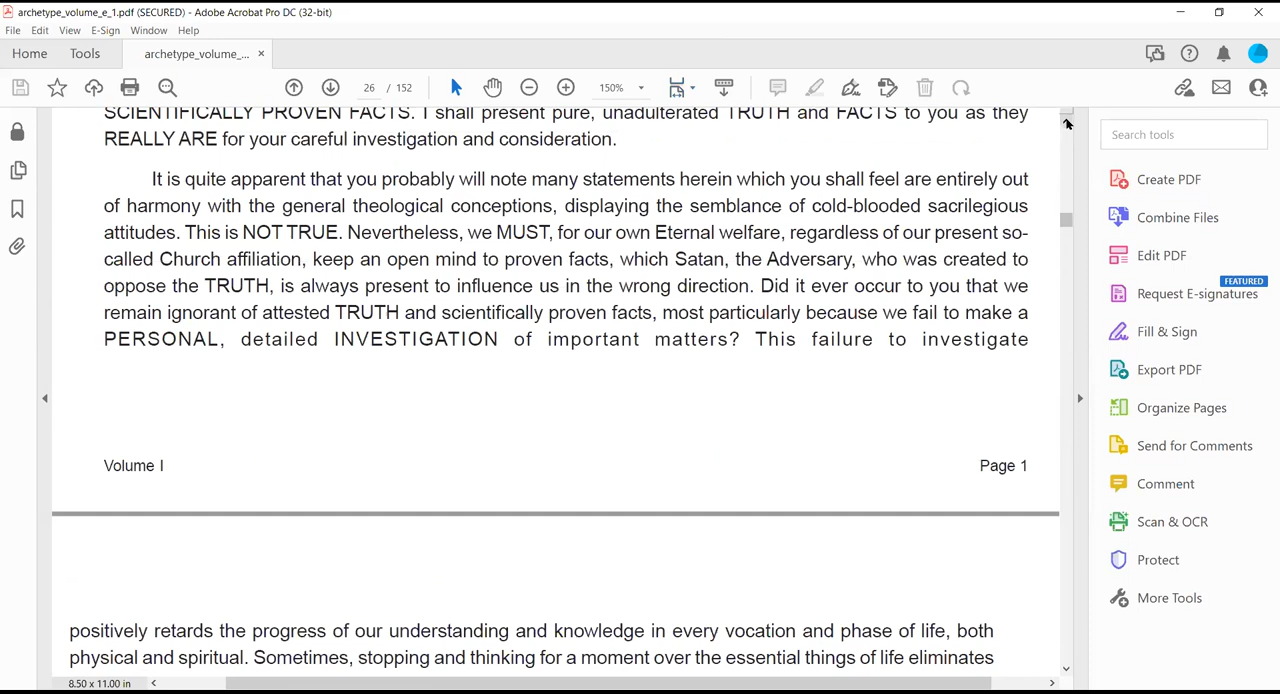 archetype_volume_e_1.pdf (SECURED) - Adobe Acrobat Pro DC (32-bit)
File Edit View E-Sign Window Help
Home Tools archetype_volume_... ×
26 / 152 150%
SCIENTIFICALLY PROVEN FACTS. I shall present pure, unadulterated TRUTH and FACTS to you as they
REALLY ARE for your careful investigation and consideration.
It is quite apparent that you probably will note many statements herein which you shall feel are entirely out
of harmony with the general theological conceptions, displaying the semblance of cold-blooded sacrilegious
attitudes. This is NOT TRUE. Nevertheless, we MUST, for our own Eternal welfare, regardless of our present so-
called Church affiliation, keep an open mind to proven facts, which Satan, the Adversary, who was created to
oppose the TRUTH, is always present to influence us in the wrong direction. Did it ever occur to you that we
remain ignorant of attested TRUTH and scientifically proven facts, most particularly because we fail to make a
PERSONAL, detailed INVESTIGATION of important matters? This failure to investigate
Volume I Page 1
positively retards the progress of our understanding and knowledge in every vocation and phase of life, both
physical and spiritual. Sometimes, stopping and thinking for a moment over the essential things of life eliminates
8.50 x 11.00 in
Search tools
Create PDF
Combine Files
Edit PDF
FEATURED
Request E-signatures
Fill & Sign
Export PDF
Organize Pages
Send for Comments
Comment
Scan & OCR
Protect
More Tools